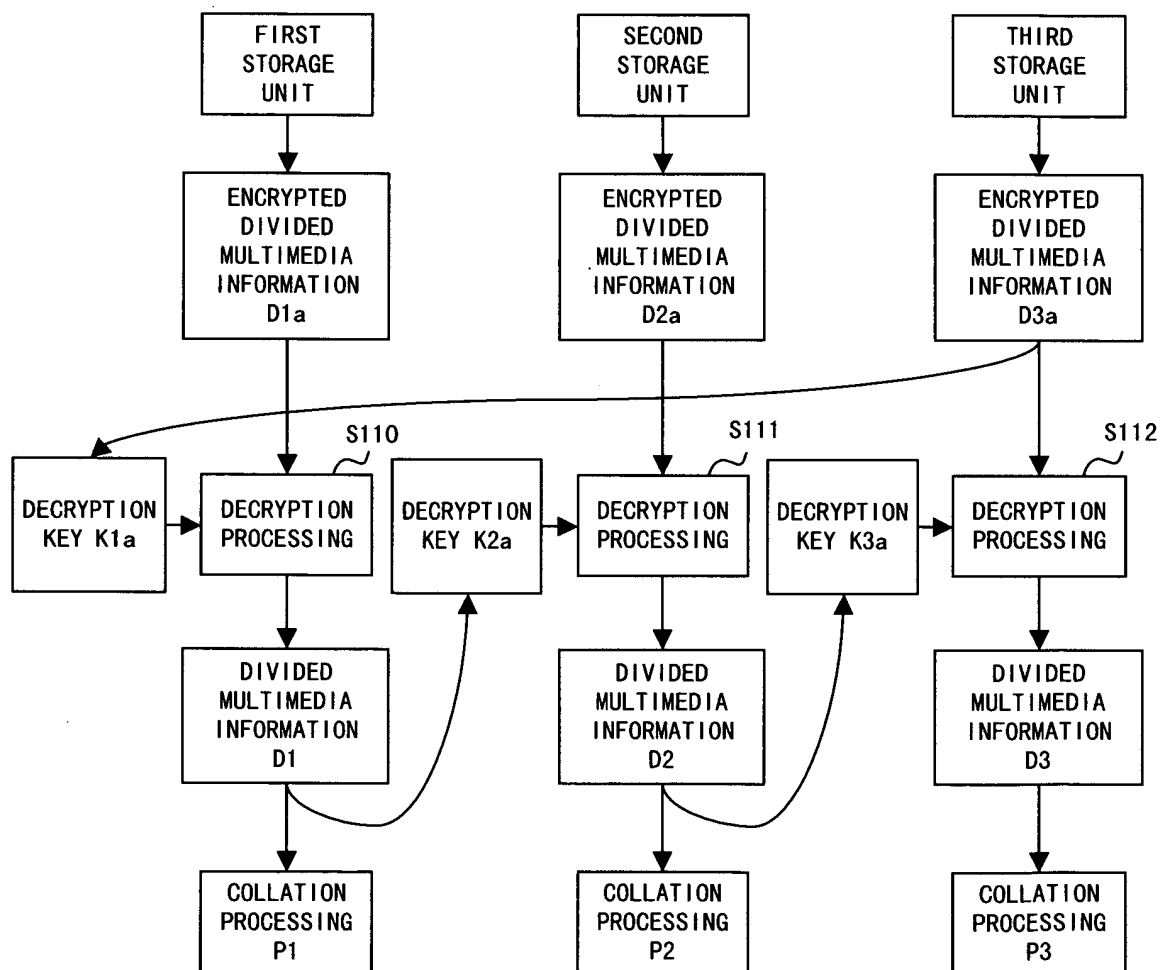 FIRST
STORAGE
UNIT
SECOND
STORAGE
UNIT
THIRD
STORAGE
UNIT
ENCRYPTED
DIVIDED
MULTIMEDIA
INFORMATION
D1a
ENCRYPTED
DIVIDED
MULTIMEDIA
INFORMATION
D2a
ENCRYPTED
DIVIDED
MULTIMEDIA
INFORMATION
D3a
DECRYPTION
KEY K1a
S110
DECRYPTION
PROCESSING
DECRYPTION
KEY K2a
S111
DECRYPTION
PROCESSING
DECRYPTION
KEY K3a
S112
DECRYPTION
PROCESSING
DIVIDED
MULTIMEDIA
INFORMATION
D1
DIVIDED
MULTIMEDIA
INFORMATION
D2
DIVIDED
MULTIMEDIA
INFORMATION
D3
COLLATION
PROCESSING
P1
COLLATION
PROCESSING
P2
COLLATION
PROCESSING
P3